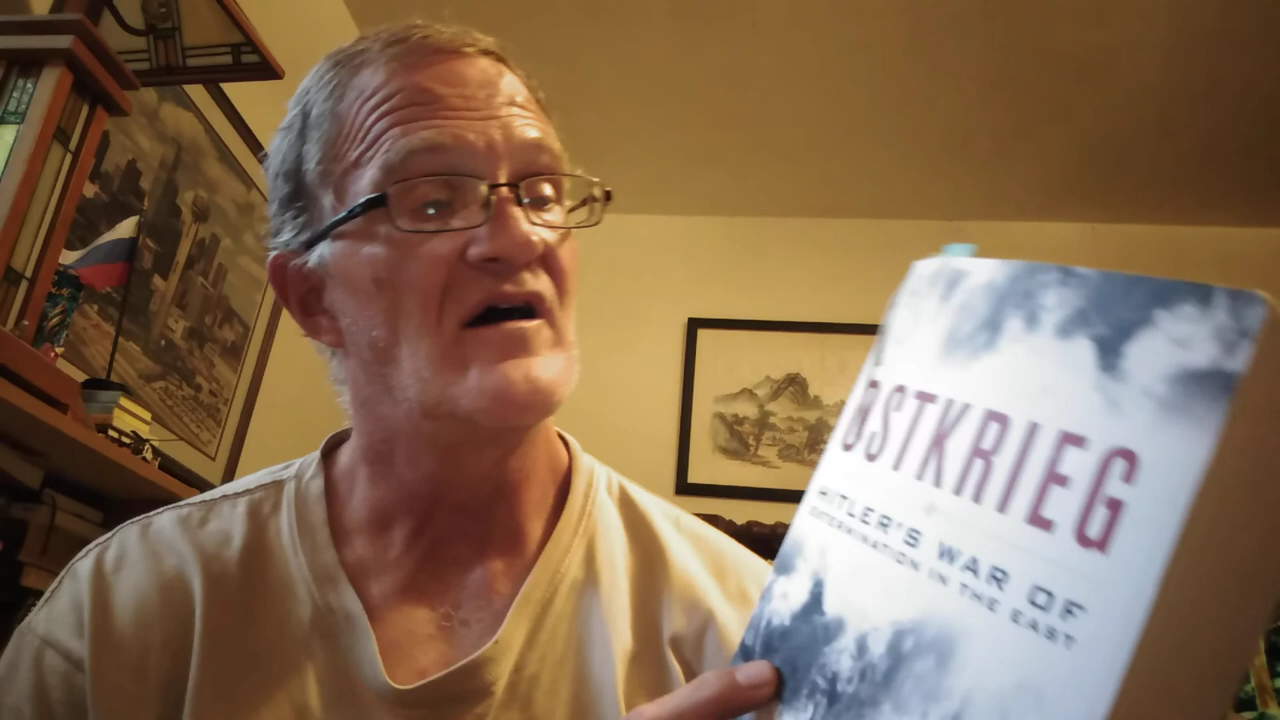 OSTKRIEG
HITLER'S WAR OF
EXTERMINATION IN THE EAST